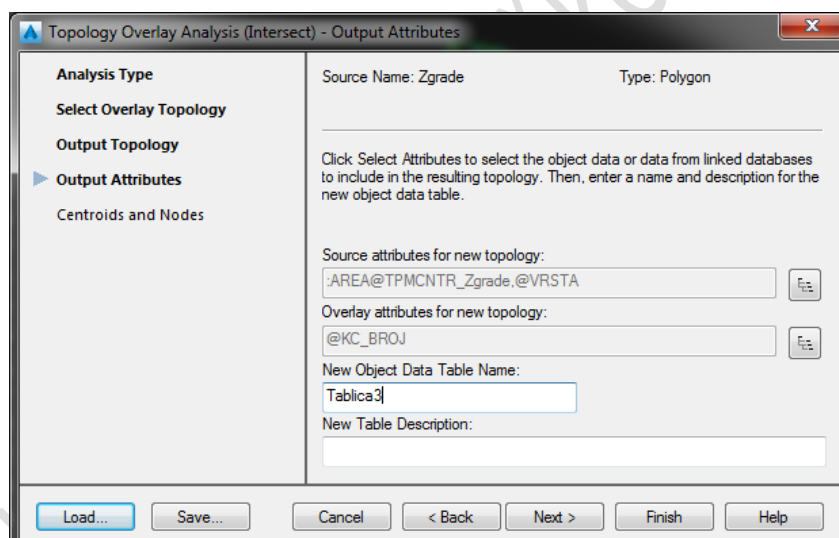 Topology Overlay Analysis (Intersect) - Output Attributes
Analysis Type
Select Overlay Topology
Output Topology
Output Attributes
Centroids and Nodes
Source Name: Zgrade
Type: Polygon
Click Select Attributes to select the object data or data from linked databases
to include in the resulting topology. Then, enter a name and description for the
new object data table.
Source attributes for new topology:
:AREA@TPMCNTR_Zgrade,@VRSTA
Overlay attributes for new topology:
@KC_BROJ
New Object Data Table Name:
Tablica3
New Table Description:
Load...
Save...
Cancel
< Back
Next >
Finish
Help